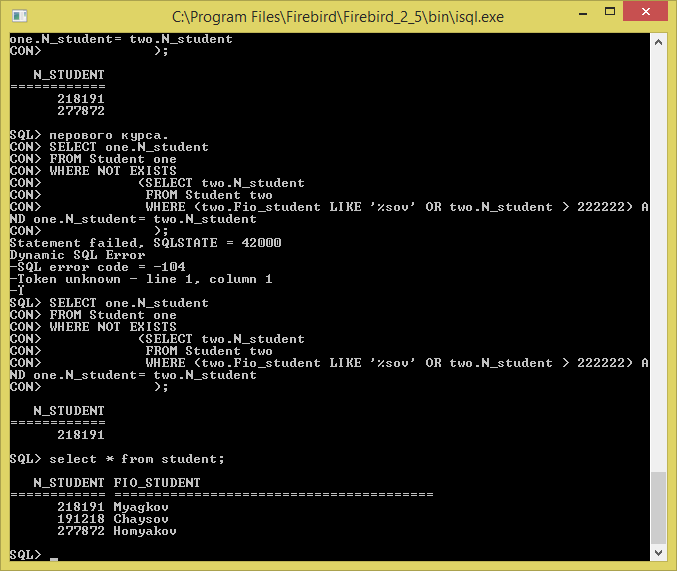 C:\Program Files\Firebird\Firebird_2_5\bin\isql.exe
one.N_student= two.N_student
CON>              );
   N_STUDENT
============
      218191
      277872
SQL> перового курса.
CON> SELECT one.N_student
CON> FROM Student one
CON> WHERE NOT EXISTS
CON>            (SELECT two.N_student
CON>             FROM Student two
CON>             WHERE (two.Fio_student LIKE '%sov' OR two.N_student > 222222) A
ND one.N_student= two.N_student
CON>              );
Statement failed, SQLSTATE = 42000
Dynamic SQL Error
-SQL error code = -104
-Token unknown - line 1, column 1
-Ï
SQL> SELECT one.N_student
CON> FROM Student one
CON> WHERE NOT EXISTS
CON>            (SELECT two.N_student
CON>             FROM Student two
CON>             WHERE (two.Fio_student LIKE '%sov' OR two.N_student > 222222) A
ND one.N_student= two.N_student
CON>              );
   N_STUDENT
============
      218191
SQL> select * from student;
   N_STUDENT FIO_STUDENT
============ ========================================
      218191 Myagkov
      191218 Chaysov
      277872 Homyakov
SQL> _